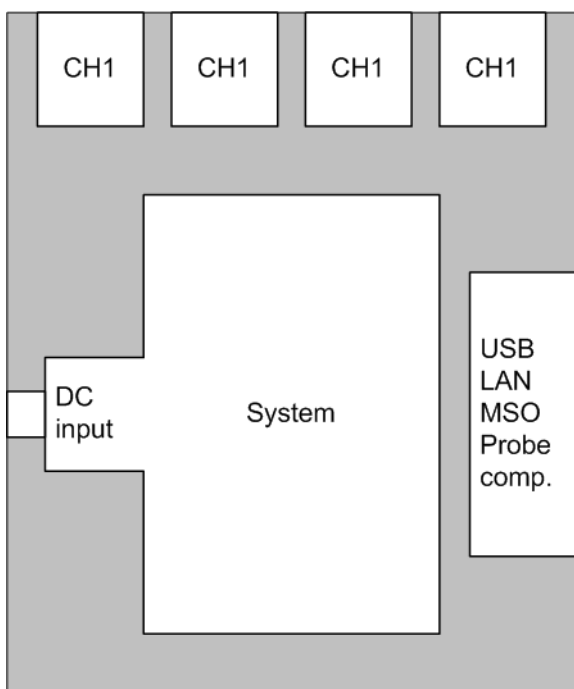 CH1
CH1
CH1
CH1
DC
input
System
USB
LAN
MSO
Probe
comp.